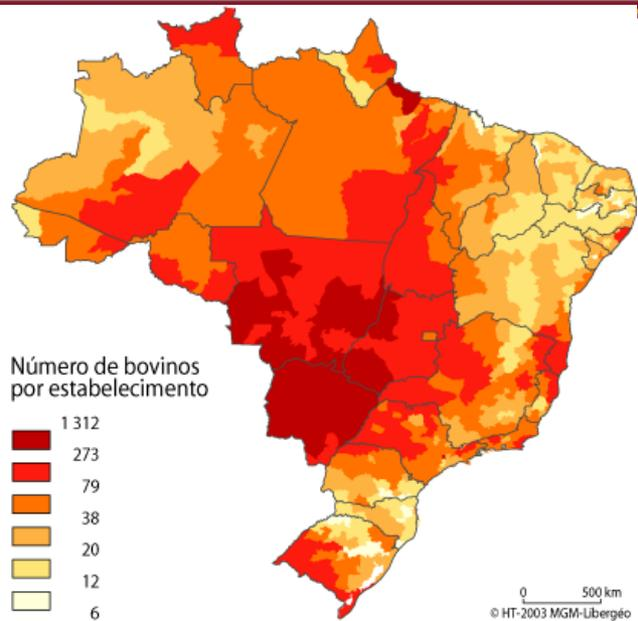 Número de bovinos
por estabelecimento
1 312
273
79
38
20
12
6
0 500 km
© HT-2003 MGM-Libergéo